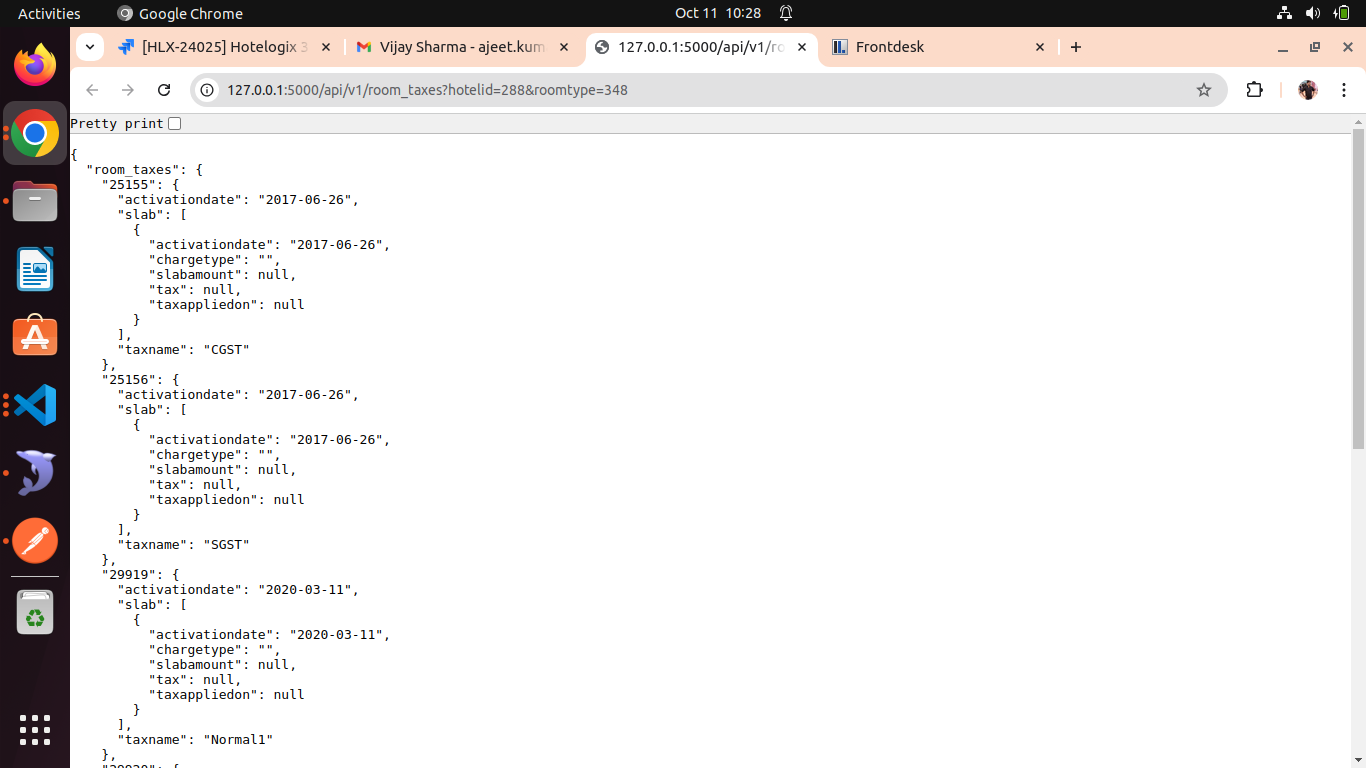 Activities
Google Chrome
Oct 11 10:28
[HLX-24025] Hotelogix 3
Vijay Sharma - ajeet.kum
127.0.0.1:5000/api/v1/ro
Frontdesk
127.0.0.1:5000/api/v1/room_taxes?hotelid=288&roomtype=348
Pretty print
{
  "room_taxes": {
    "25155": {
      "activationdate": "2017-06-26",
      "slab": [
        {
          "activationdate": "2017-06-26",
          "chargetype": "",
          "slabamount": null,
          "tax": null,
          "taxappliedon": null
        }
      ],
      "taxname": "CGST"
    },
    "25156": {
      "activationdate": "2017-06-26",
      "slab": [
        {
          "activationdate": "2017-06-26",
          "chargetype": "",
          "slabamount": null,
          "tax": null,
          "taxappliedon": null
        }
      ],
      "taxname": "SGST"
    },
    "29919": {
      "activationdate": "2020-03-11",
      "slab": [
        {
          "activationdate": "2020-03-11",
          "chargetype": "",
          "slabamount": null,
          "tax": null,
          "taxappliedon": null
        }
      ],
      "taxname": "Normal1"
    },